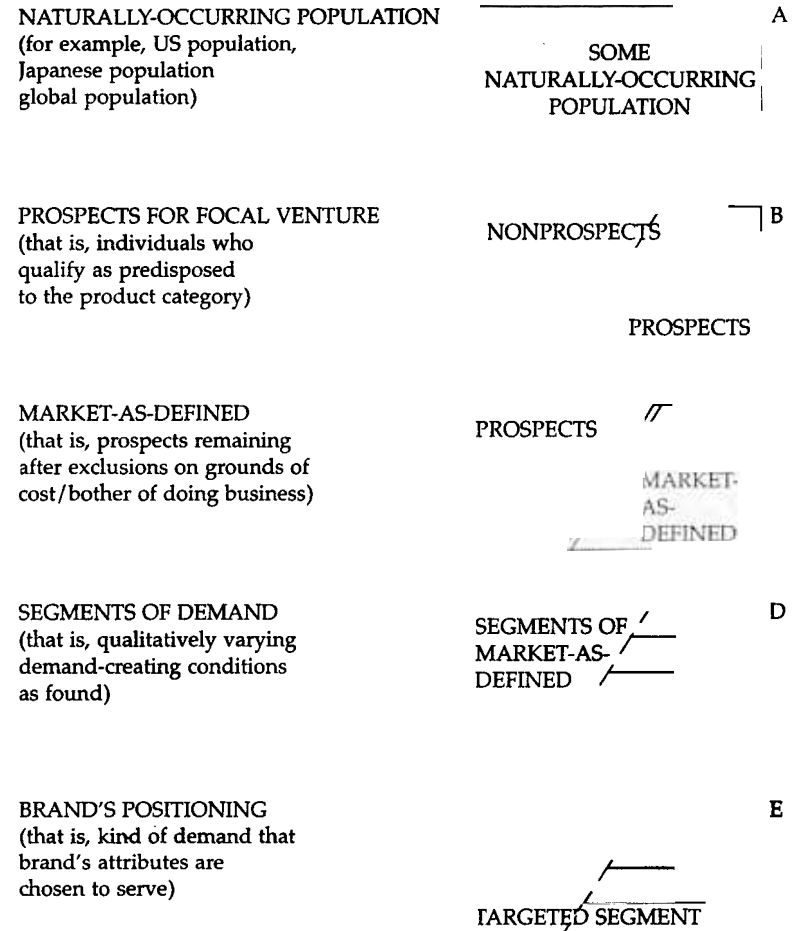 NATURALLY-OCCURRING POPULATION
(for example, US population,
Japanese population
global population)
A
SOME
NATURALLY-OCCURRING
POPULATION
PROSPECTS FOR FOCAL VENTURE
(that is, individuals who
qualify as predisposed
to the product category)
B
NONPROSPECTS
PROSPECTS
MARKET-AS-DEFINED
(that is, prospects remaining
after exclusions on grounds of
cost/bother of doing business)
PROSPECTS
MARKET-
AS-
DEFINED
SEGMENTS OF DEMAND
(that is, qualitatively varying
demand-creating conditions
as found)
D
SEGMENTS OF
MARKET-AS-
DEFINED
BRAND'S POSITIONING
(that is, kind of demand that
brand's attributes are
chosen to serve)
E
TARGETED SEGMENT